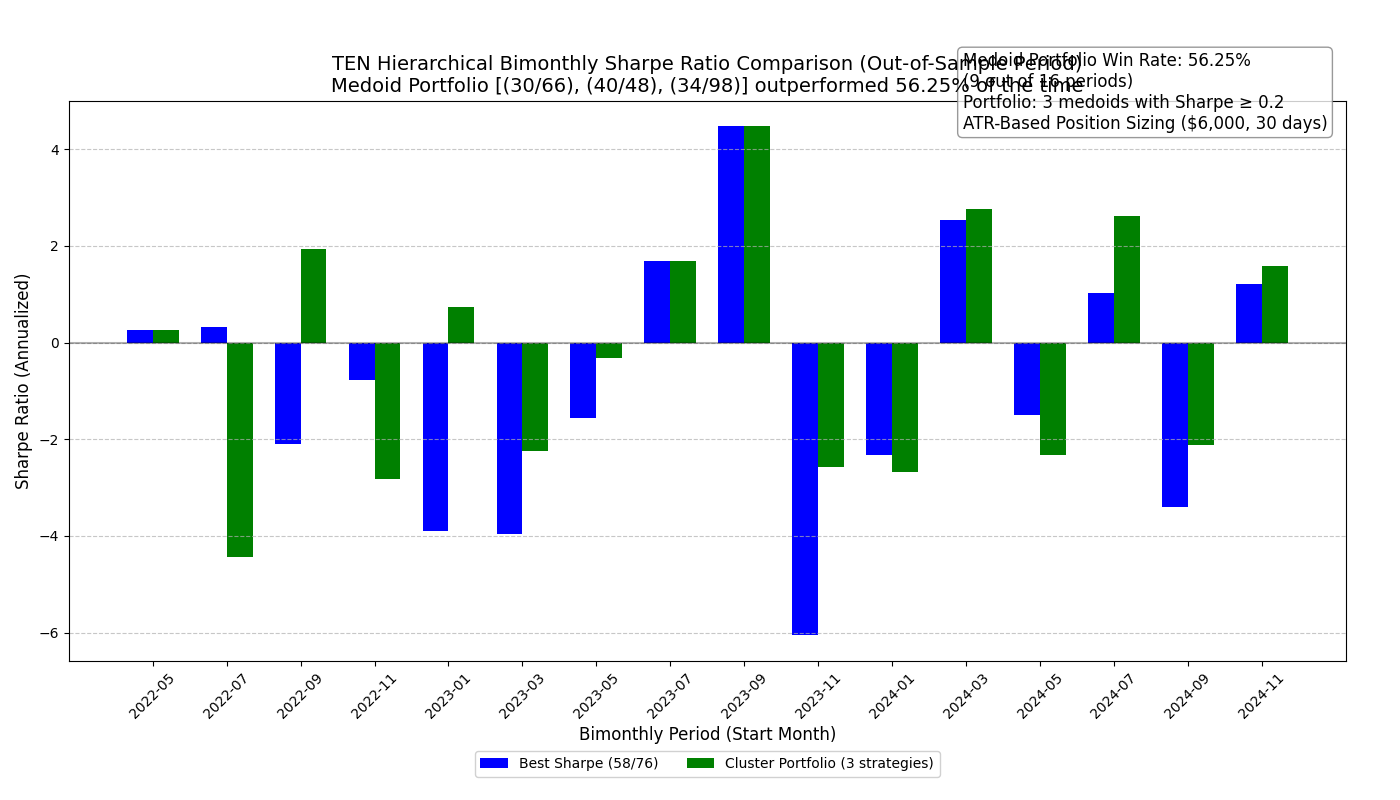 TEN Hierarchical Bimonthly Sharpe Ratio Comparison (Out-of-Sample Period)
Medoid Portfolio [(30/66), (40/48), (34/98)] outperformed 56.25% of the time
Medoid Portfolio Win Rate: 56.25%
(9 out of 16 periods)
Portfolio: 3 medoids with Sharpe ≥ 0.2
ATR-Based Position Sizing ($6,000, 30 days)
Sharpe Ratio (Annualized)
4
2
0
−2
−4
−6
2022-05
2022-07
2022-09
2022-11
2023-01
2023-03
2023-05
2023-07
2023-09
2023-11
2024-01
2024-03
2024-05
2024-07
2024-09
2024-11
Bimonthly Period (Start Month)
Best Sharpe (58/76)
Cluster Portfolio (3 strategies)